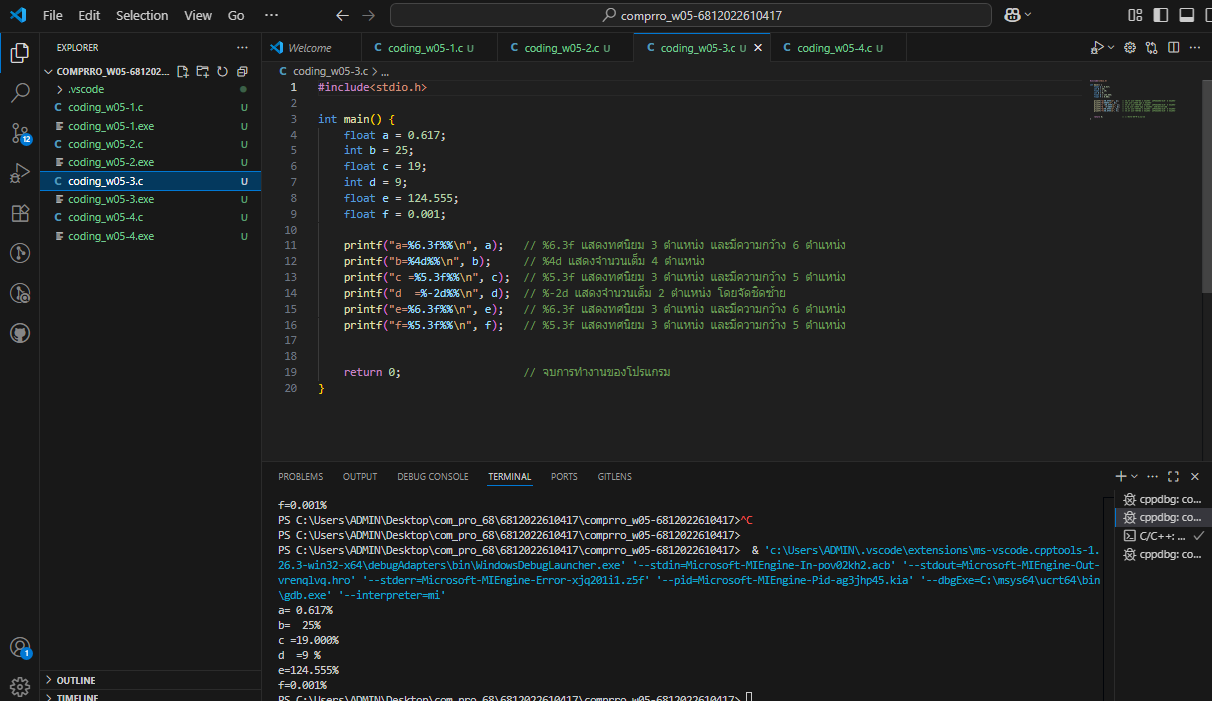 File Edit Selection View Go ··· comprro_w05-6812022610417
EXPLORER ···
COMPRRO_W05-681202...
.vscode
C coding_w05-1.c U
coding_w05-1.exe U
C coding_w05-2.c U
coding_w05-2.exe U
C coding_w05-3.c U
coding_w05-3.exe U
C coding_w05-4.c U
coding_w05-4.exe U
12
1
OUTLINE
TIMELINE
Welcome C coding_w05-1.c U C coding_w05-2.c U C coding_w05-3.c U C coding_w05-4.c U
C coding_w05-3.c > ...
1 #include<stdio.h>
2
3 int main() {
4 float a = 0.617;
5 int b = 25;
6 float c = 19;
7 int d = 9;
8 float e = 124.555;
9 float f = 0.001;
10
11 printf("a=%6.3f%%\n", a); // %6.3f แสดงทศนิยม 3 ตำแหน่ง และมีความกว้าง 6 ตำแหน่ง
12 printf("b=%4d%%\n", b); // %4d แสดงจำนวนเต็ม 4 ตำแหน่ง
13 printf("c =%5.3f%%\n", c); // %5.3f แสดงทศนิยม 3 ตำแหน่ง และมีความกว้าง 5 ตำแหน่ง
14 printf("d  =%-2d%%\n", d); // %-2d แสดงจำนวนเต็ม 2 ตำแหน่ง โดยจัดชิดซ้าย
15 printf("e=%6.3f%%\n", e); // %6.3f แสดงทศนิยม 3 ตำแหน่ง และมีความกว้าง 6 ตำแหน่ง
16 printf("f=%5.3f%%\n", f); // %5.3f แสดงทศนิยม 3 ตำแหน่ง และมีความกว้าง 5 ตำแหน่ง
17
18
19 return 0; // จบการทำงานของโปรแกรม
20 }
PROBLEMS OUTPUT DEBUG CONSOLE TERMINAL PORTS GITLENS
f=0.001%
PS C:\Users\ADMIN\Desktop\com_pro_68\6812022610417\comprro_w05-6812022610417>^C
PS C:\Users\ADMIN\Desktop\com_pro_68\6812022610417\comprro_w05-6812022610417>
PS C:\Users\ADMIN\Desktop\com_pro_68\6812022610417\comprro_w05-6812022610417>  & 'c:\Users\ADMIN\.vscode\extensions\ms-vscode.cpptools-1.
26.3-win32-x64\debugAdapters\bin\WindowsDebugLauncher.exe' '--stdin=Microsoft-MIEngine-In-pov02kh2.acb' '--stdout=Microsoft-MIEngine-Out-
vrenqlvq.hro' '--stderr=Microsoft-MIEngine-Error-xjq201i1.z5f' '--pid=Microsoft-MIEngine-Pid-ag3jhp45.kia' '--dbgExe=C:\msys64\ucrt64\bin
\gdb.exe' '--interpreter=mi'
a= 0.617%
b=  25%
c =19.000%
d  =9 %
e=124.555%
f=0.001%
PS C:\Users\ADMIN\Desktop\com_pro_68\6812022610417\comprro_w05-6812022610417>
cppdbg: co...
cppdbg: co...
C/C++: ...
cppdbg: co...